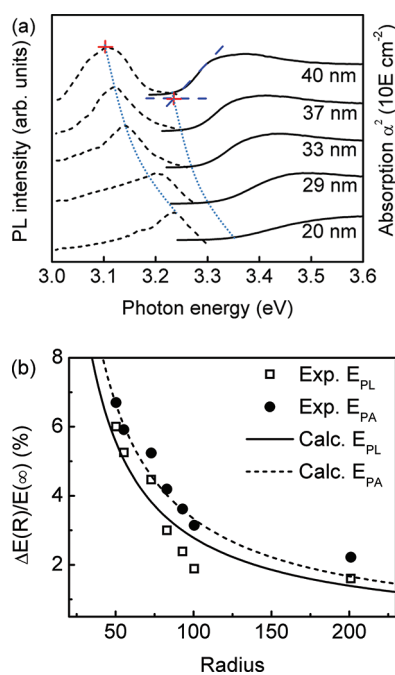 (a)
PL intensity (arb. units)
Absorption α² (10E cm⁻²)
40 nm
37 nm
33 nm
29 nm
20 nm
3.0 3.1 3.2 3.3 3.4 3.5 3.6
Photon energy (eV)
(b)
ΔE(R)/E(∞) (%)
8
6
4
2
Exp. E_PL
Exp. E_PA
Calc. E_PL
Calc. E_PA
50 100 150 200
Radius